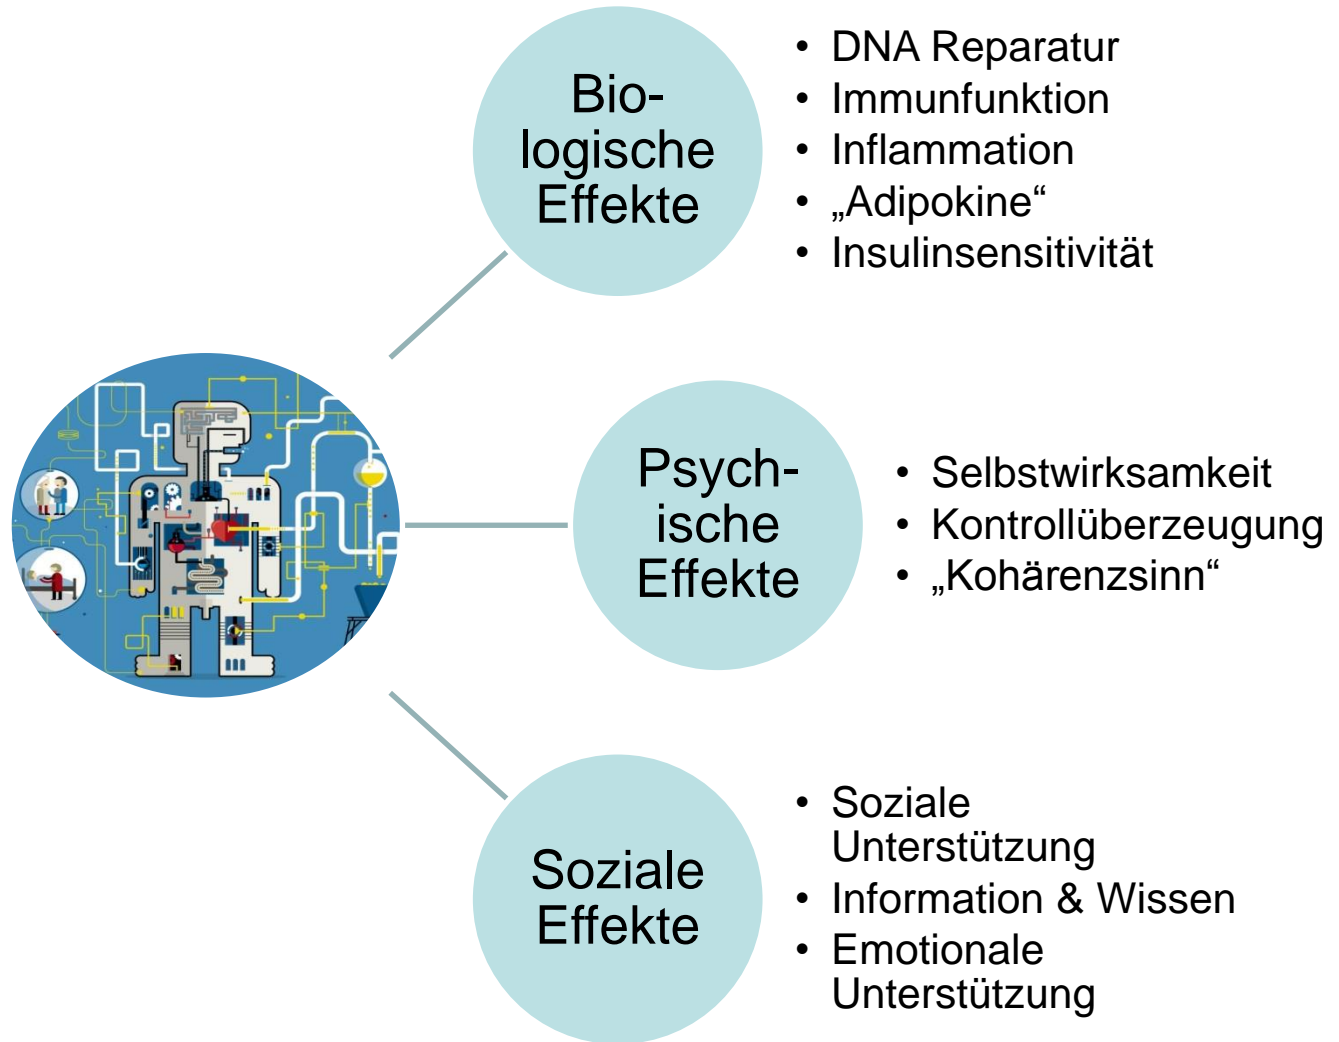 Bio-
logische
Effekte
• DNA Reparatur
• Immunfunktion
• Inflammation
• „Adipokine“
• Insulinsensitivität
Psych-
ische
Effekte
• Selbstwirksamkeit
• Kontrollüberzeugung
• „Kohärenzsinn“
Soziale
Effekte
• Soziale
Unterstützung
• Information & Wissen
• Emotionale
Unterstützung